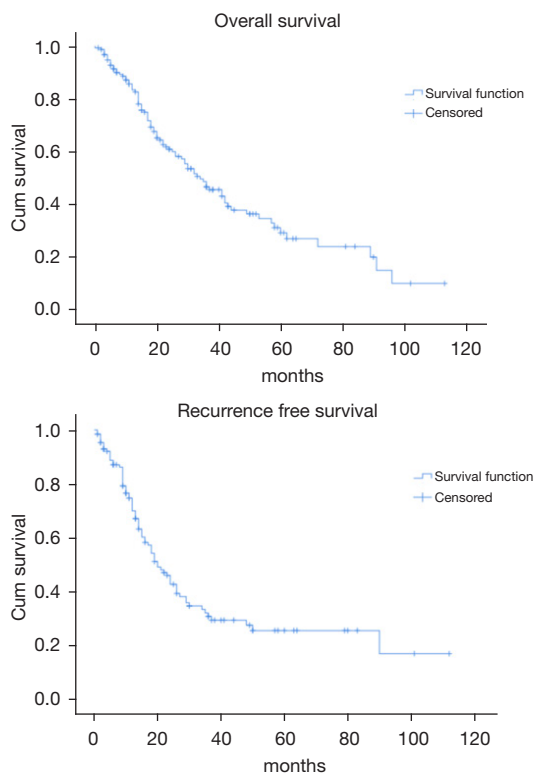 Overall survival
1.0
Survival function
Censored
0.8
0.6
0.4
0.2
0.0
Cum survival
0 20 40 60 80 100 120
months
Recurrence free survival
1.0
Survival function
Censored
0.8
0.6
0.4
0.2
0.0
Cum survival
0 20 40 60 80 100 120
months